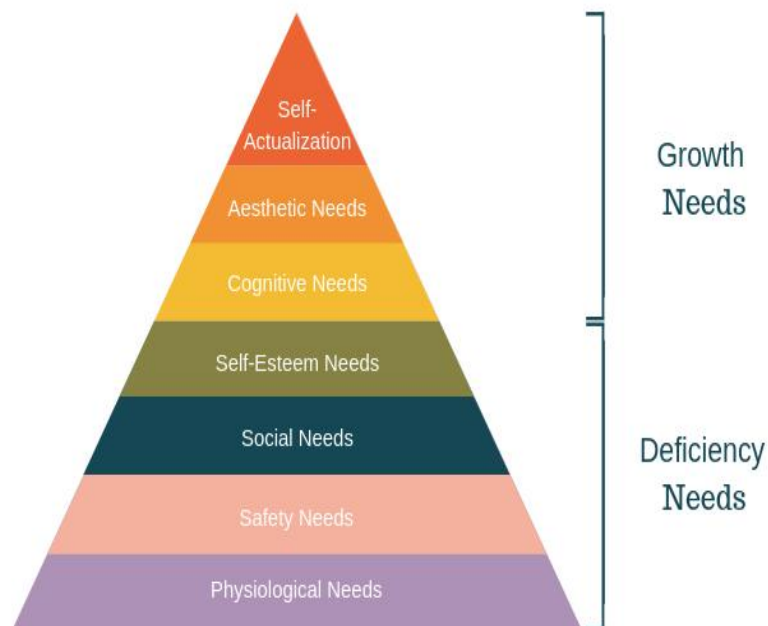 Self-
Actualization
Aesthetic Needs
Cognitive Needs
Self-Esteem Needs
Social Needs
Safety Needs
Physiological Needs
Growth
Needs
Deficiency
Needs